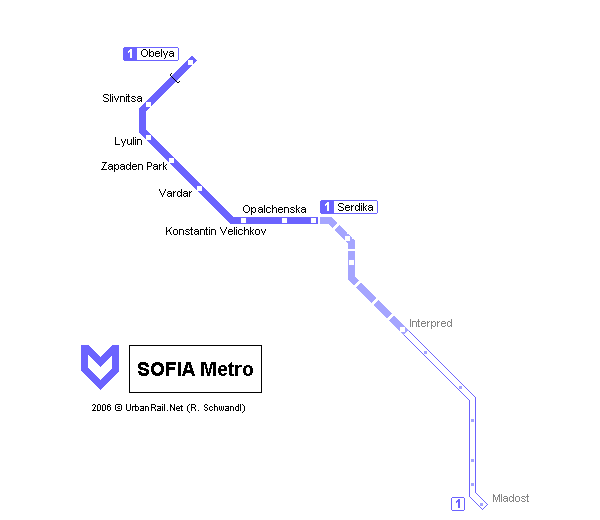 1 Obelya
Slivnitsa
Lyulin
Zapaden Park
Vardar
Opalchenska
1 Serdika
Konstantin Velichkov
Interpred
SOFIA Metro
2006 © UrbanRail.Net (R. Schwandl)
1 Mladost